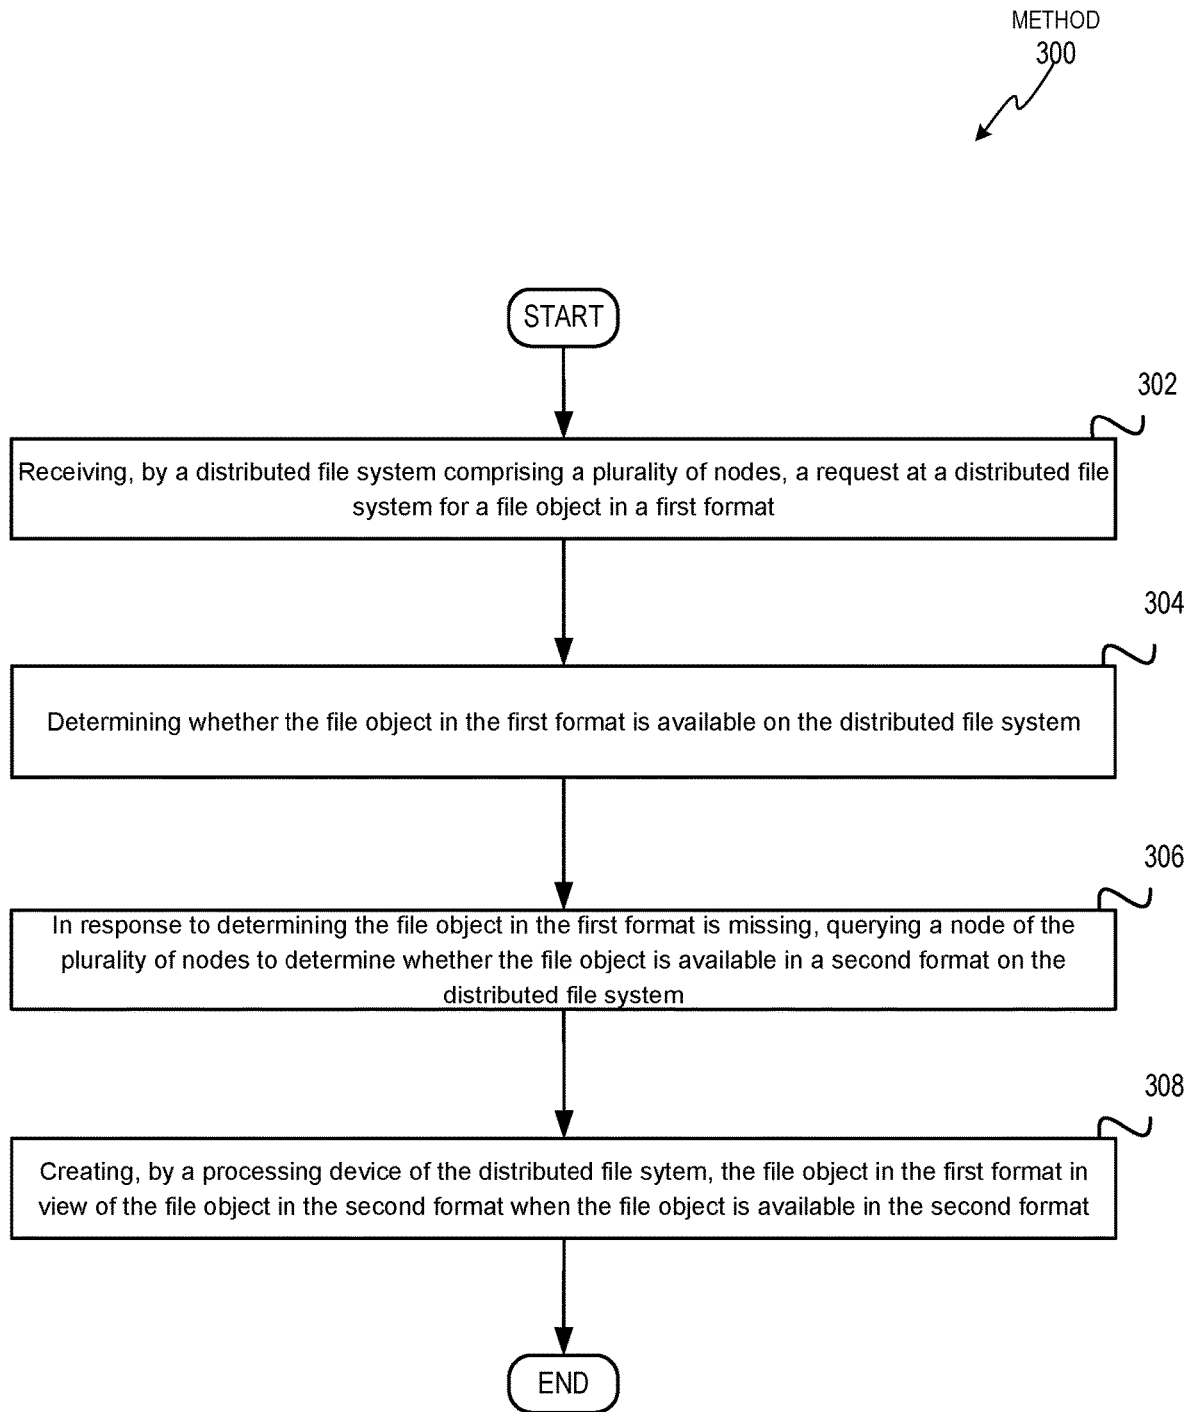 METHOD
300
START
302
Receiving, by a distributed file system comprising a plurality of nodes, a request at a distributed file
system for a file object in a first format
304
Determining whether the file object in the first format is available on the distributed file system
306
In response to determining the file object in the first format is missing, querying a node of the
plurality of nodes to determine whether the file object is available in a second format on the
distributed file system
308
Creating, by a processing device of the distributed file sytem, the file object in the first format in
view of the file object in the second format when the file object is available in the second format
END